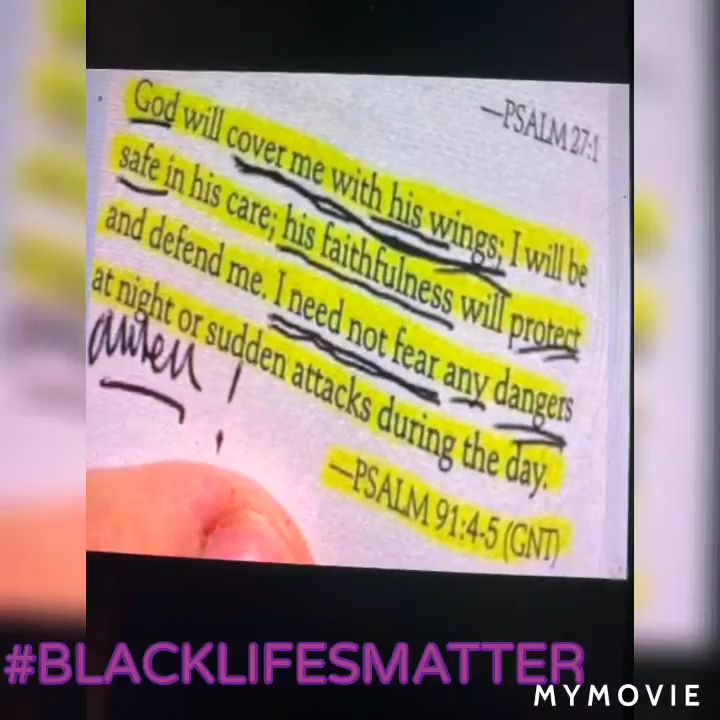 —PSALM 27:1
God will cover me with his wings; I will be
safe in his care; his faithfulness will protect
and defend me. I need not fear any dangers
at night or sudden attacks during the day.
amen!
—PSALM 91:4-5 (GNT)
#BLACKLIFESMATTER
MYMOVIE